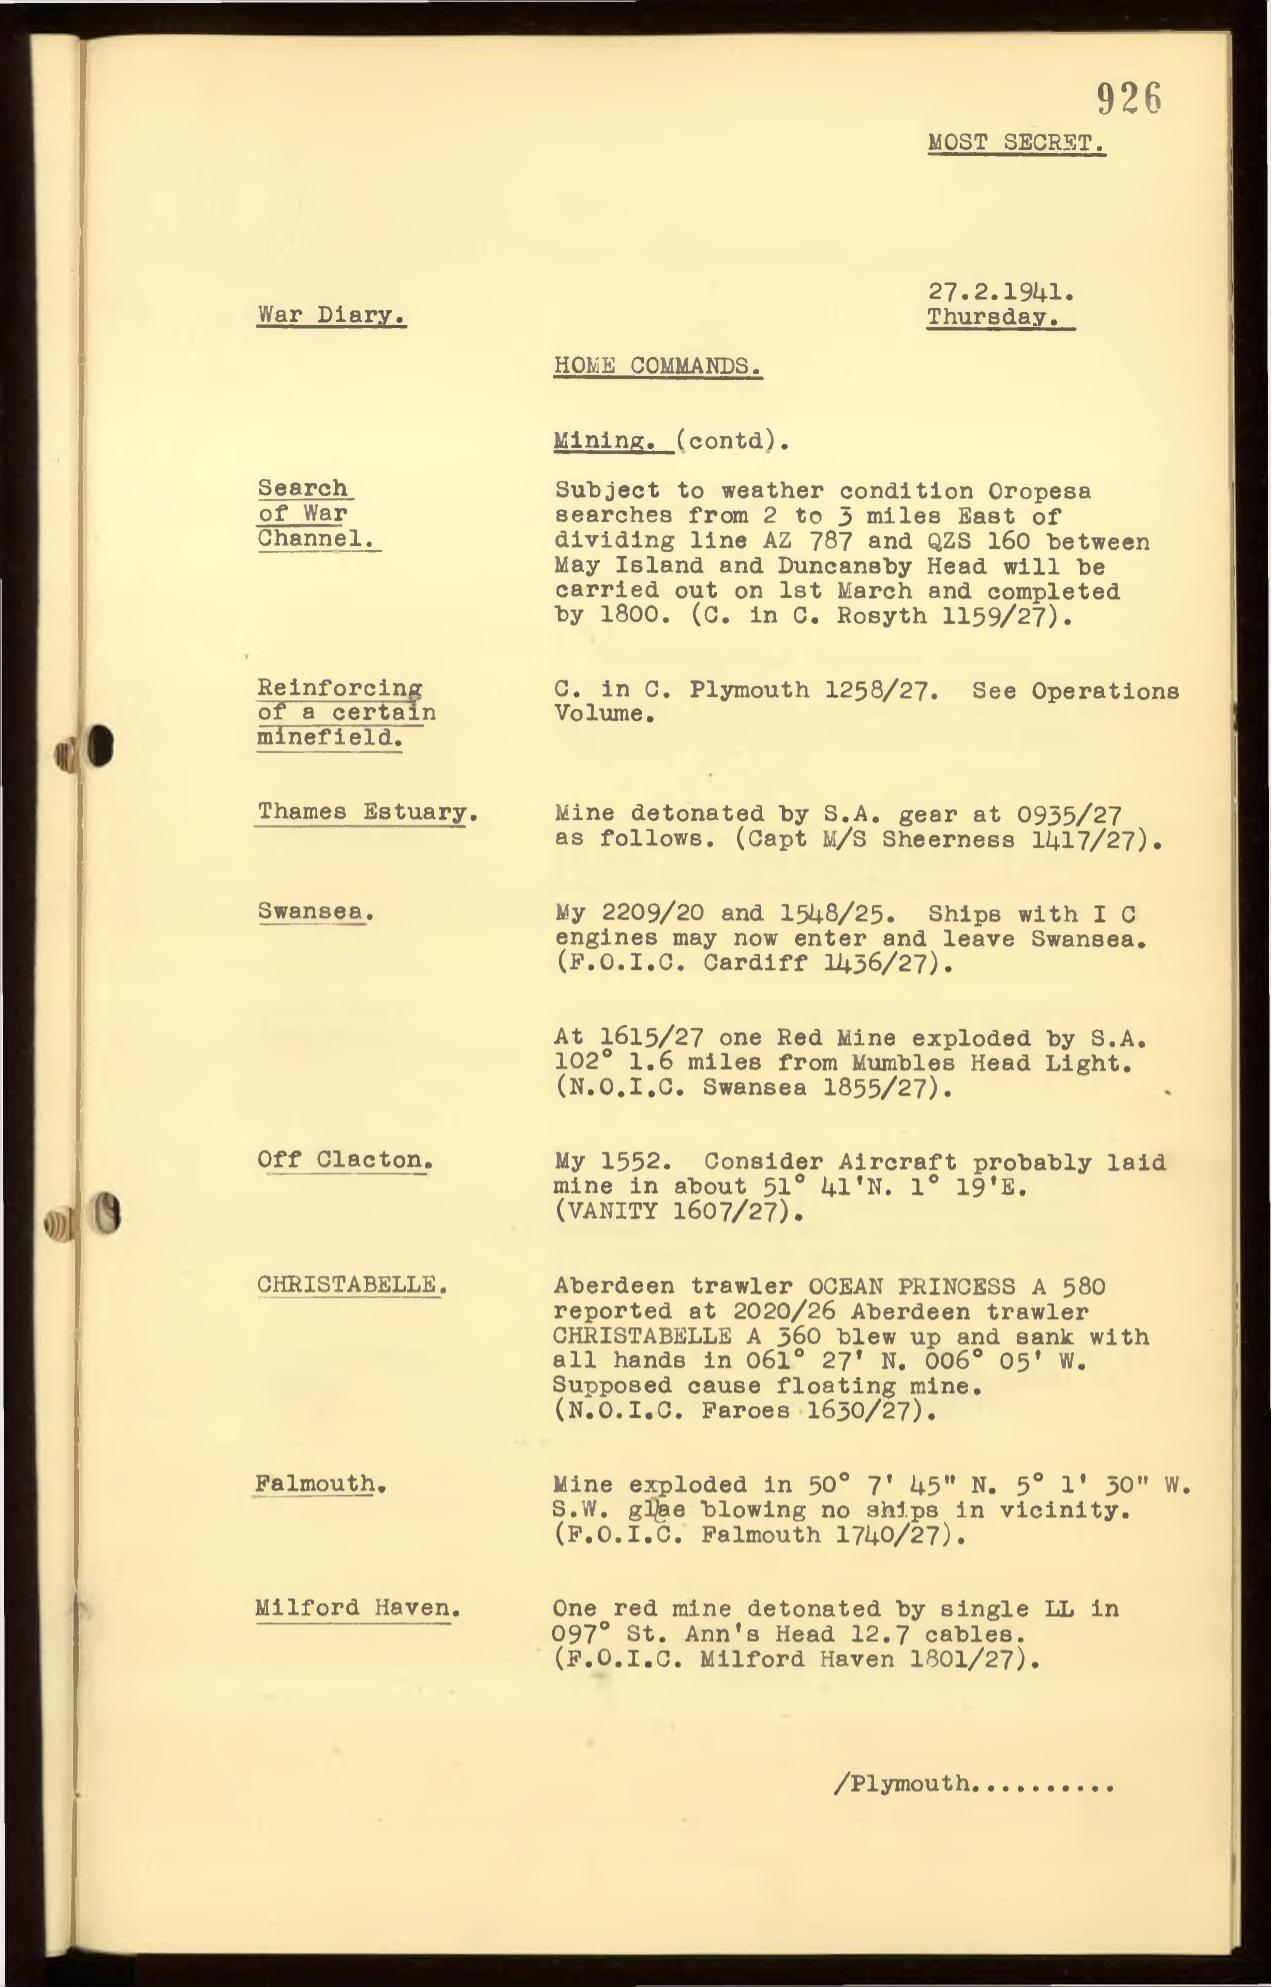 926
MOST SECRET.
27.2.1941.
War Diary.
Thursday.
HOME COMMANDS.
Mining. (contd).
Search
of War
Channel.
Subject to weather condition Oropesa
searches from 2 to 3 miles East of
dividing line AZ 787 and QZS 160 between
May Island and Duncansby Head will be
carried out on 1st March and completed
by 1800. (C. in C. Rosyth 1159/27).
Reinforcing
of a certain
minefield.
C. in C. Plymouth 1258/27. See Operations
Volume.
Thames Estuary.
Mine detonated by S.A. gear at 0935/27
as follows. (Capt M/S Sheerness 1417/27).
Swansea.
My 2209/20 and 1548/25. Ships with I C
engines may now enter and leave Swansea.
(F.O.I.C. Cardiff 1436/27).
At 1615/27 one Red Mine exploded by S.A.
102° 1.6 miles from Mumbles Head Light.
(N.O.I.C. Swansea 1855/27).
Off Clacton.
My 1552. Consider Aircraft probably laid
mine in about 51° 41'N. 1° 19'E.
(VANITY 1607/27).
CHRISTABELLE.
Aberdeen trawler OCEAN PRINCESS A 580
reported at 2020/26 Aberdeen trawler
CHRISTABELLE A 360 blew up and sank with
all hands in 061° 27' N. 006° 05' W.
Supposed cause floating mine.
(N.O.I.C. Faroes 1630/27).
Falmouth.
Mine exploded in 50° 7' 45" N. 5° 1' 30" W.
S.W. blowing no ships in vicinity.
(F.O.I.C. Falmouth 1740/27).
Milford Haven.
One red mine detonated by single LL in
097° St. Ann's Head 12.7 cables.
(F.O.I.C. Milford Haven 1801/27).
/Plymouth..........